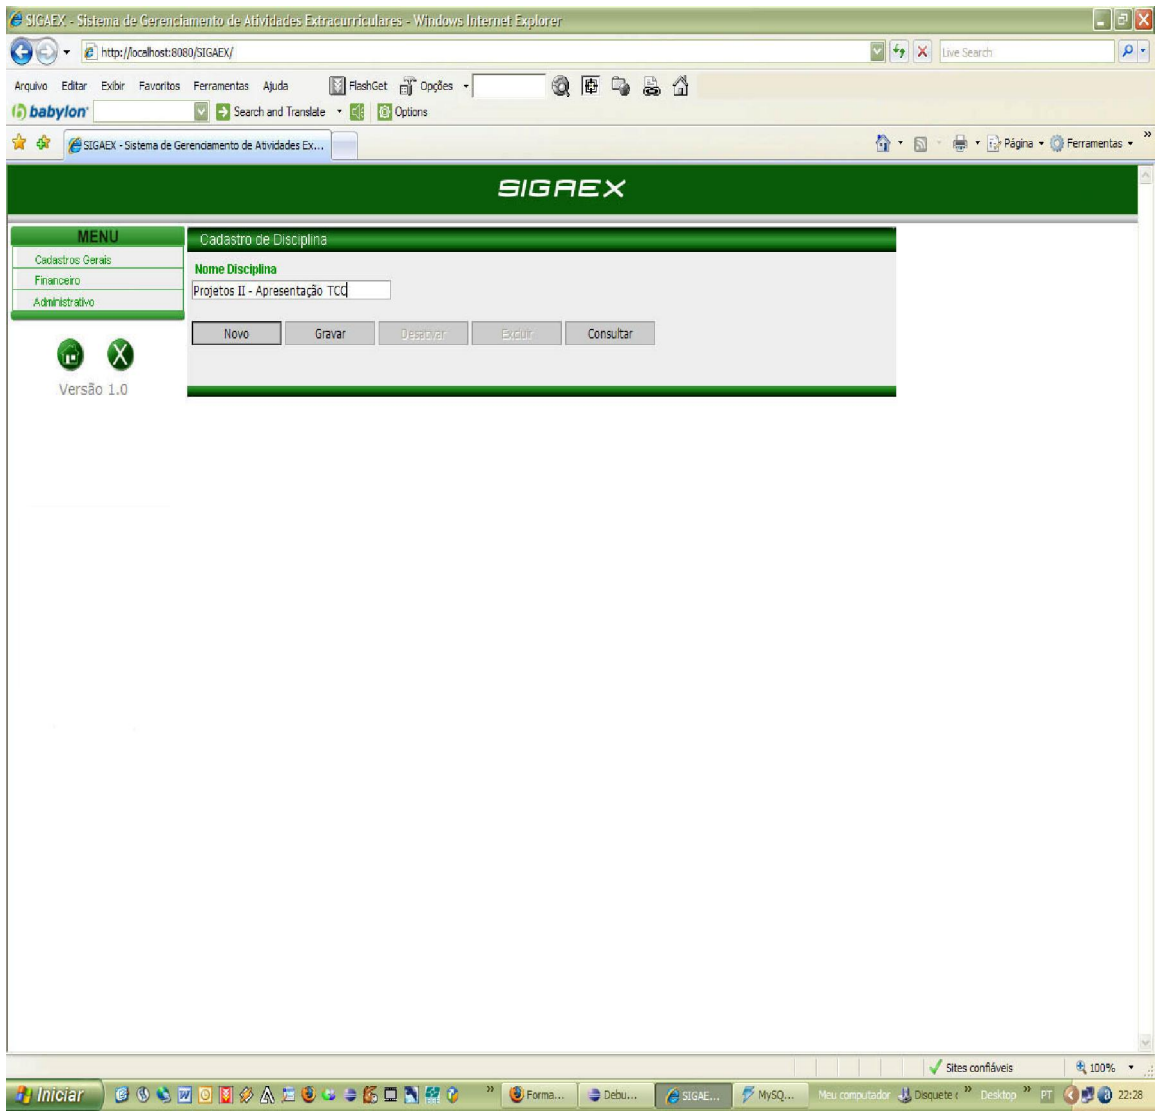 SIGAEX - Sistema de Gerenciamento de Atividades Extracurriculares - Windows Internet Explorer
http://localhost:8080/SIGAEX/
Live Search
Arquivo Editar Exibir Favoritos Ferramentas Ajuda FlashGet Opções
babylon Search and Translate Options
SIGAEX - Sistema de Gerenciamento de Atividades Ex... Página Ferramentas »
SIGAEX
MENU
Cadastros Gerais
Financeiro
Administrativo
Versão 1.0
Cadastro de Disciplina
Nome Disciplina
Projetos II - Apresentação TCC
Novo Gravar Desativar Excluir Consultar
Sites confiáveis 100%
Iniciar » Forma... Debu... SIGAE... MySQ... Meu computador Disquete » Desktop » PT 22:28